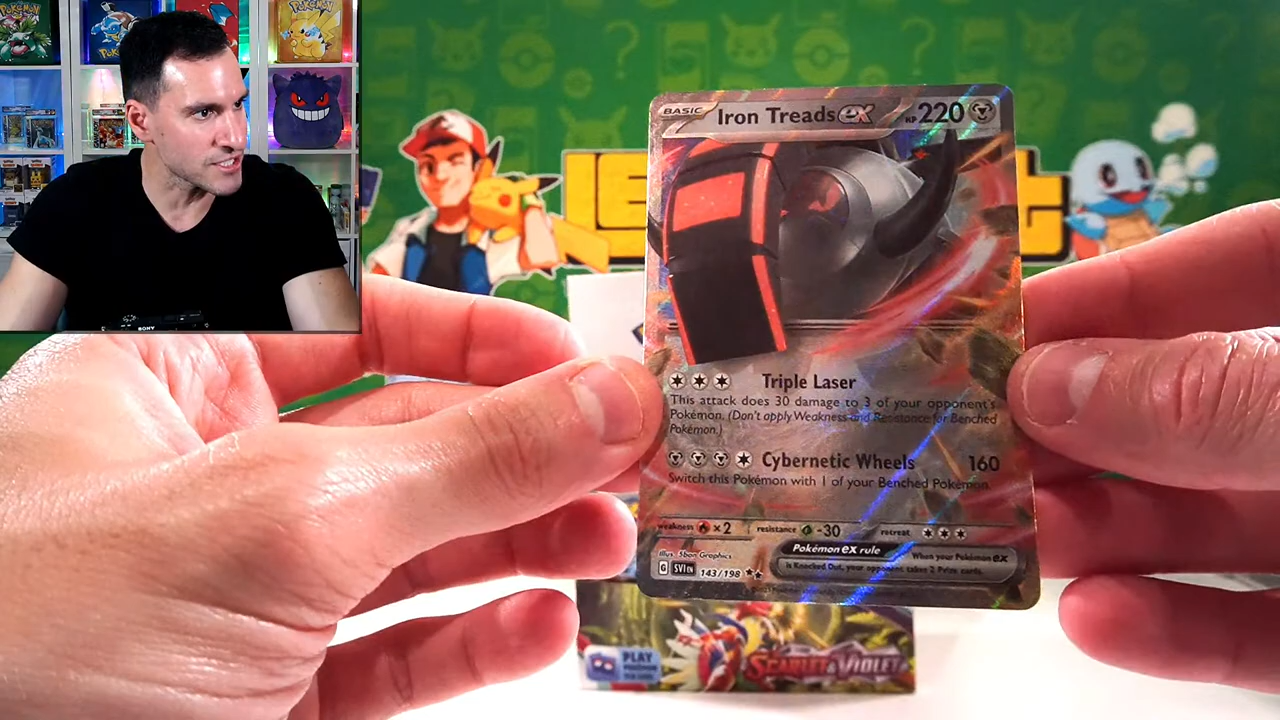 POKÉMON
BASIC Iron Treads ex HP 220
Triple Laser
This attack does 30 damage to 3 of your opponent's
Pokémon. (Don't apply Weakness and Resistance for Benched
Pokémon.)
Cybernetic Wheels 160
Switch this Pokémon with 1 of your Benched Pokémon.
weakness ×2 resistance -30 retreat
Illus. 5ban Graphics
Pokémon ex rule
When your Pokémon ex
is Knocked Out, your opponent takes 2 Prize cards.
G SVI EN 143/198
SONY
PLAY
POKÉMON
SCARLET & VIOLET